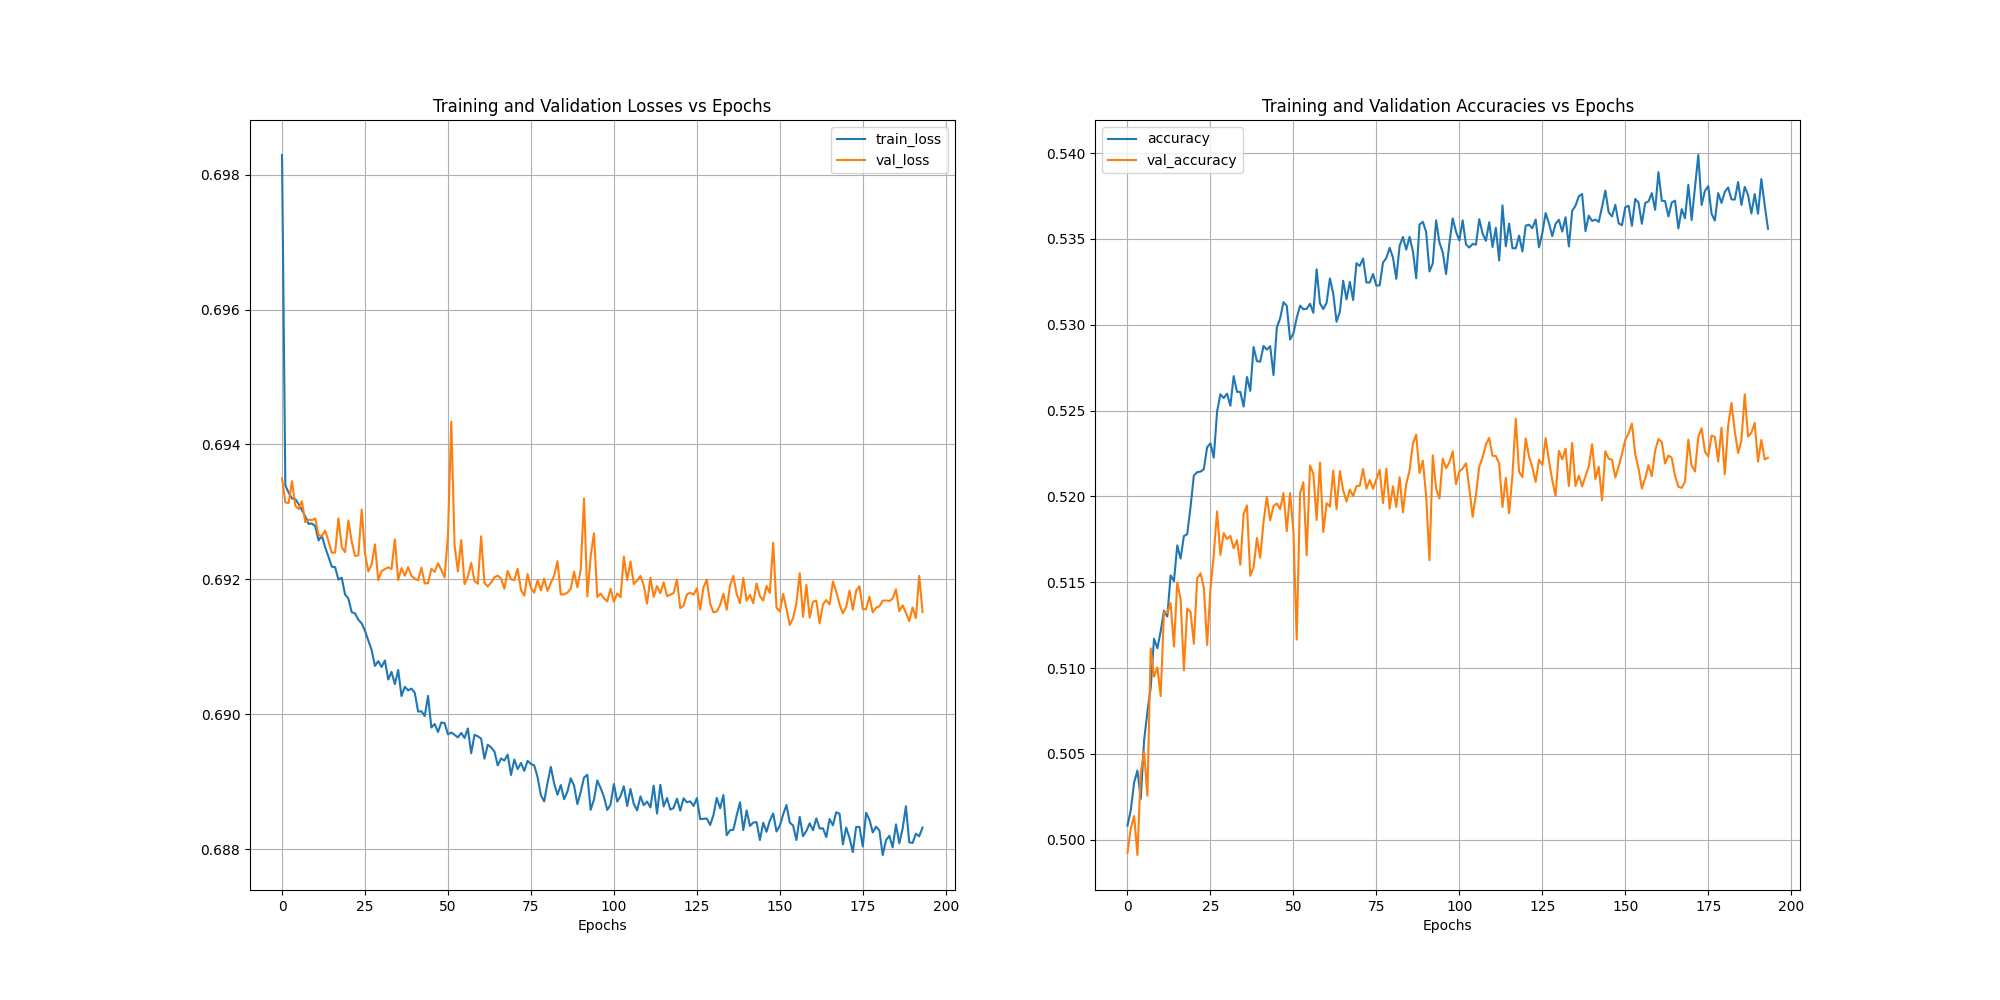 Training and Validation Losses vs Epochs
train_loss
val_loss
0.698
0.696
0.694
0.692
0.690
0.688
0 25 50 75 100 125 150 175 200
Epochs
Training and Validation Accuracies vs Epochs
accuracy
val_accuracy
0.540
0.535
0.530
0.525
0.520
0.515
0.510
0.505
0.500
0 25 50 75 100 125 150 175 200
Epochs